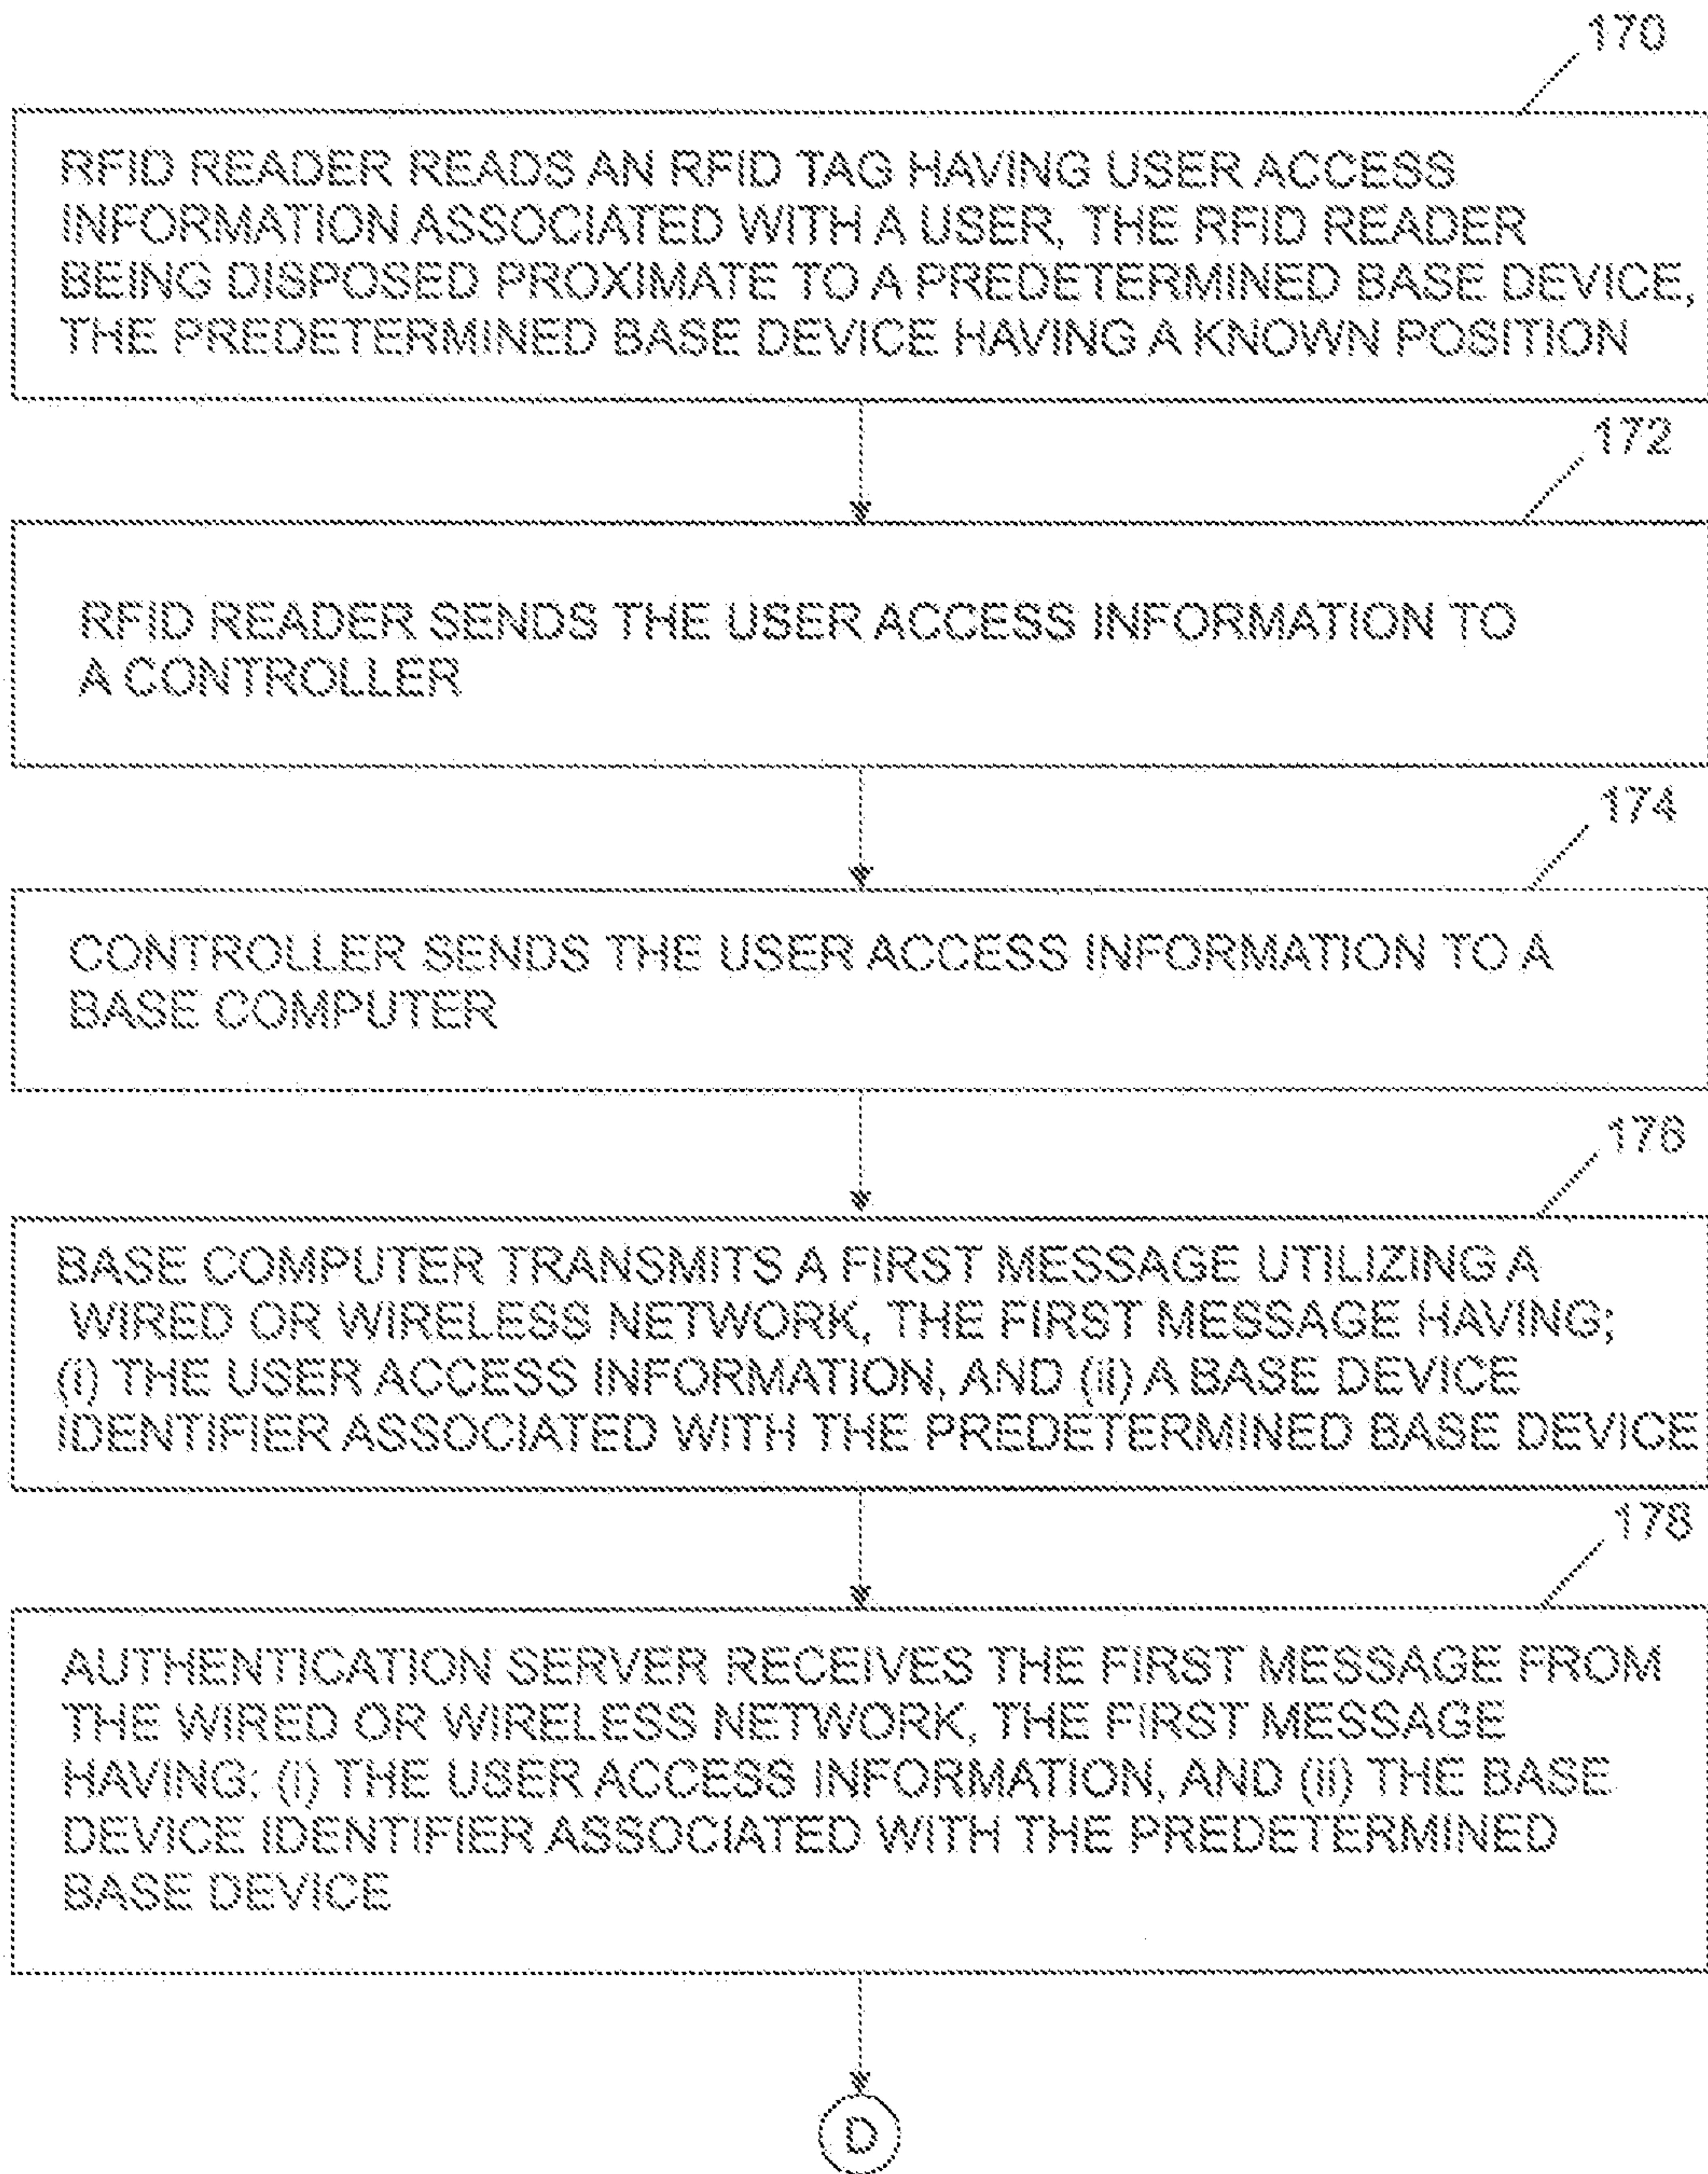 170
RFID READER READS AN RFID TAG HAVING USER ACCESS
INFORMATION ASSOCIATED WITH A USER, THE RFID READER
BEING DISPOSED PROXIMATE TO A PREDETERMINED BASE DEVICE,
THE PREDETERMINED BASE DEVICE HAVING A KNOWN POSITION
172
RFID READER SENDS THE USER ACCESS INFORMATION TO
A CONTROLLER
174
CONTROLLER SENDS THE USER ACCESS INFORMATION TO A
BASE COMPUTER
176
BASE COMPUTER TRANSMITS A FIRST MESSAGE UTILIZING A
WIRED OR WIRELESS NETWORK, THE FIRST MESSAGE HAVING;
(i) THE USER ACCESS INFORMATION, AND (ii) A BASE DEVICE
IDENTIFIER ASSOCIATED WITH THE PREDETERMINED BASE DEVICE
178
AUTHENTICATION SERVER RECEIVES THE FIRST MESSAGE FROM
THE WIRED OR WIRELESS NETWORK, THE FIRST MESSAGE
HAVING: (i) THE USER ACCESS INFORMATION, AND (ii) THE BASE
DEVICE IDENTIFIER ASSOCIATED WITH THE PREDETERMINED
BASE DEVICE
D